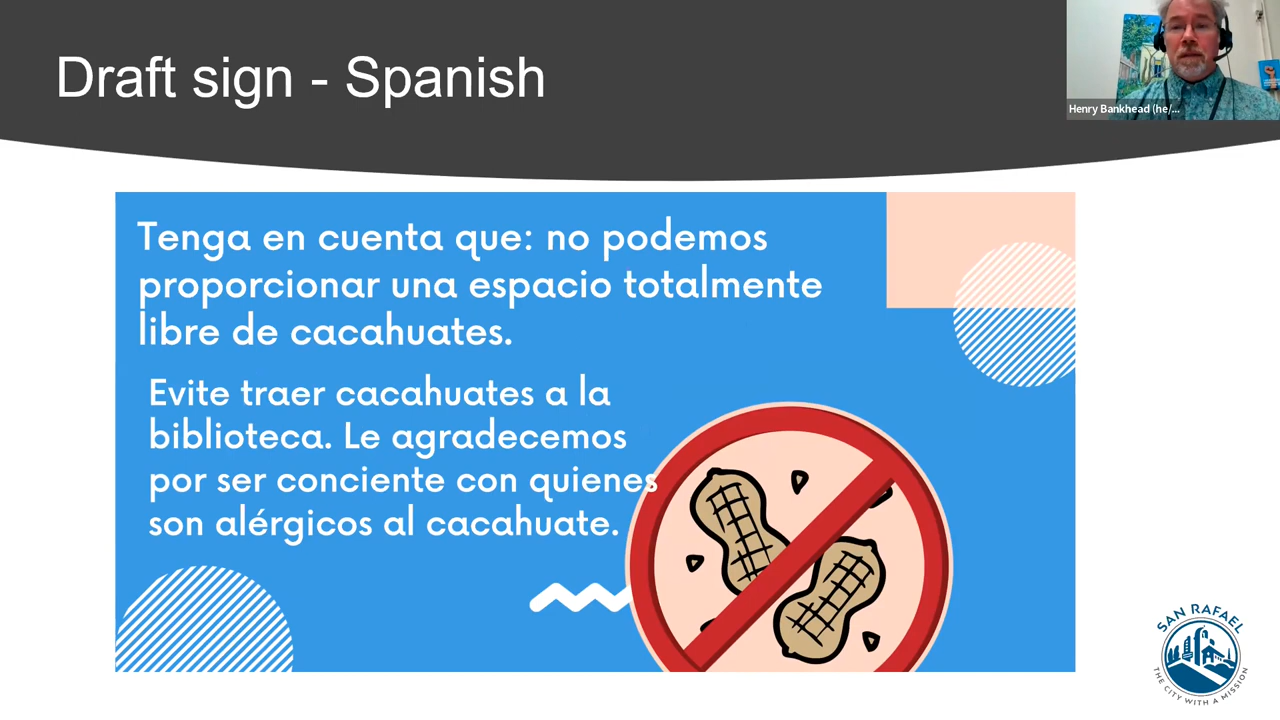 Draft sign - Spanish
Henry Bankhead (he/...
Tenga en cuenta que: no podemos
proporcionar una espacio totalmente
libre de cacahuates.
Evite traer cacahuates a la
biblioteca. Le agradecemos
por ser conciente con quienes
son alérgicos al cacahuate.
SAN RAFAEL
THE CITY WITH A MISSION